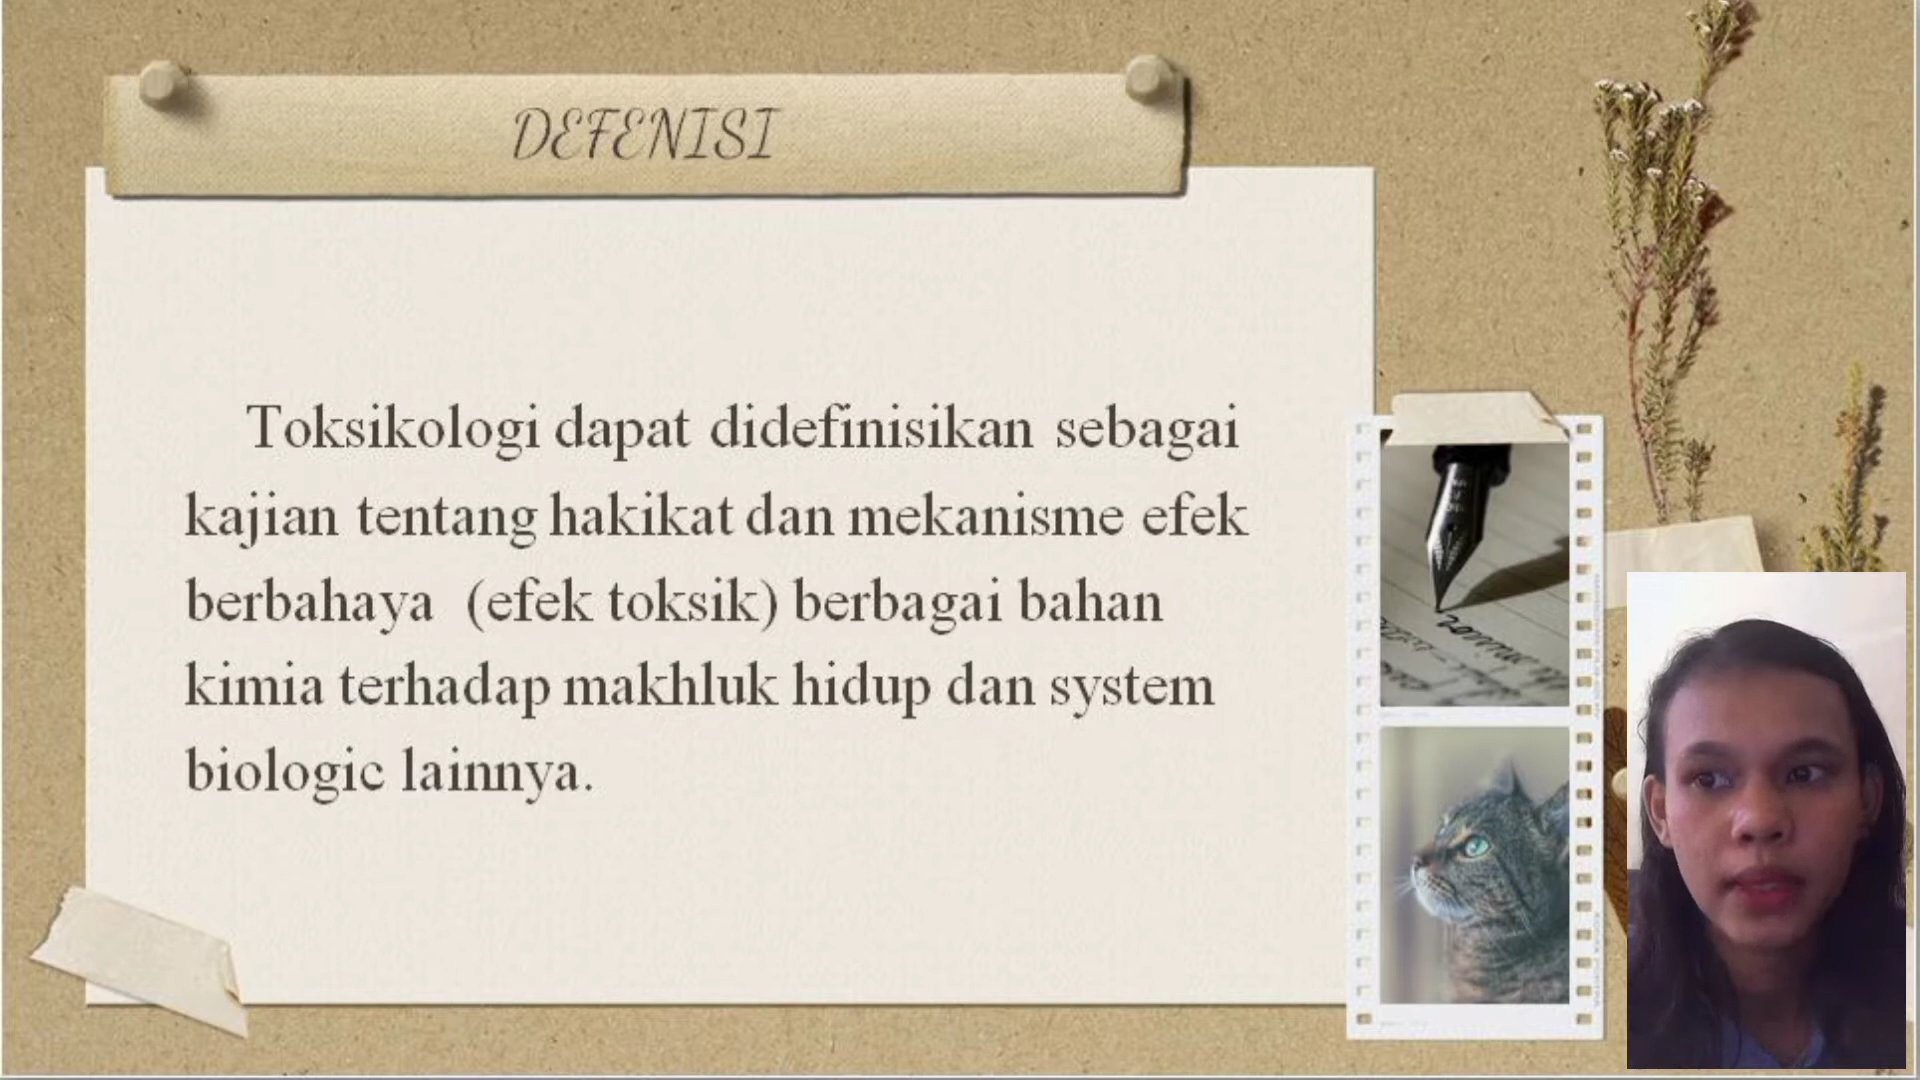 DEFENISI
Toksikologi dapat didefinisikan sebagai
kajian tentang hakikat dan mekanisme efek
berbahaya (efek toksik) berbagai bahan
kimia terhadap makhluk hidup dan system
biologic lainnya.